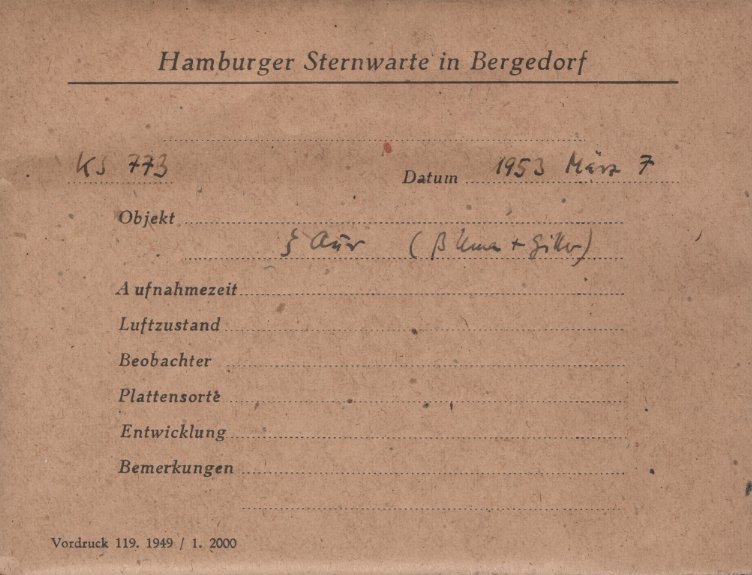 Hamburger Sternwarte in Bergedorf
KS 773 Datum 1953 März 7
Objekt
ζ Aur (β Uma + Gitter)
Aufnahmezeit
Luftzustand
Beobachter
Plattensorte
Entwicklung
Bemerkungen
Vordruck 119. 1949 / 1. 2000